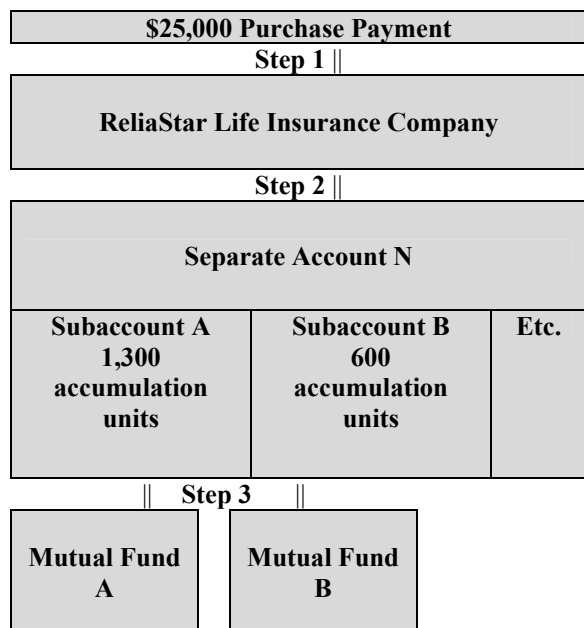 $25,000 Purchase Payment
Step 1 ||
ReliaStar Life Insurance Company
Step 2 ||
Separate Account N
Subaccount A
1,300
accumulation
units
Subaccount B
600
accumulation
units
Etc.
|| Step 3 ||
Mutual Fund
A
Mutual Fund
B